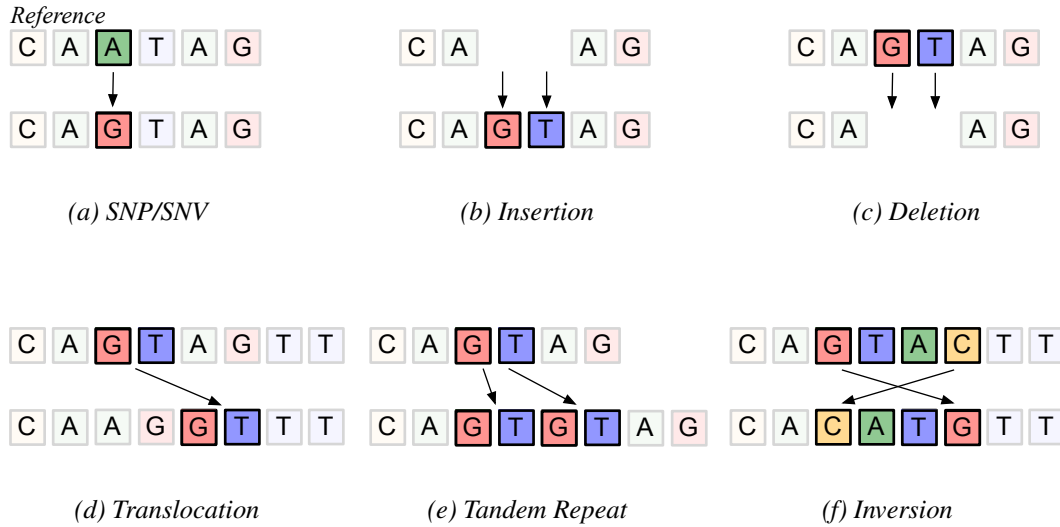 Reference
C A A T A G
C A G T A G
(a) SNP/SNV
C A A G
C A G T A G
(b) Insertion
C A G T A G
C A A G
(c) Deletion
C A G T A G T T
C A A G G T T T
(d) Translocation
C A G T A G
C A G T G T A G
(e) Tandem Repeat
C A G T A C T T
C A C A T G T T
(f) Inversion